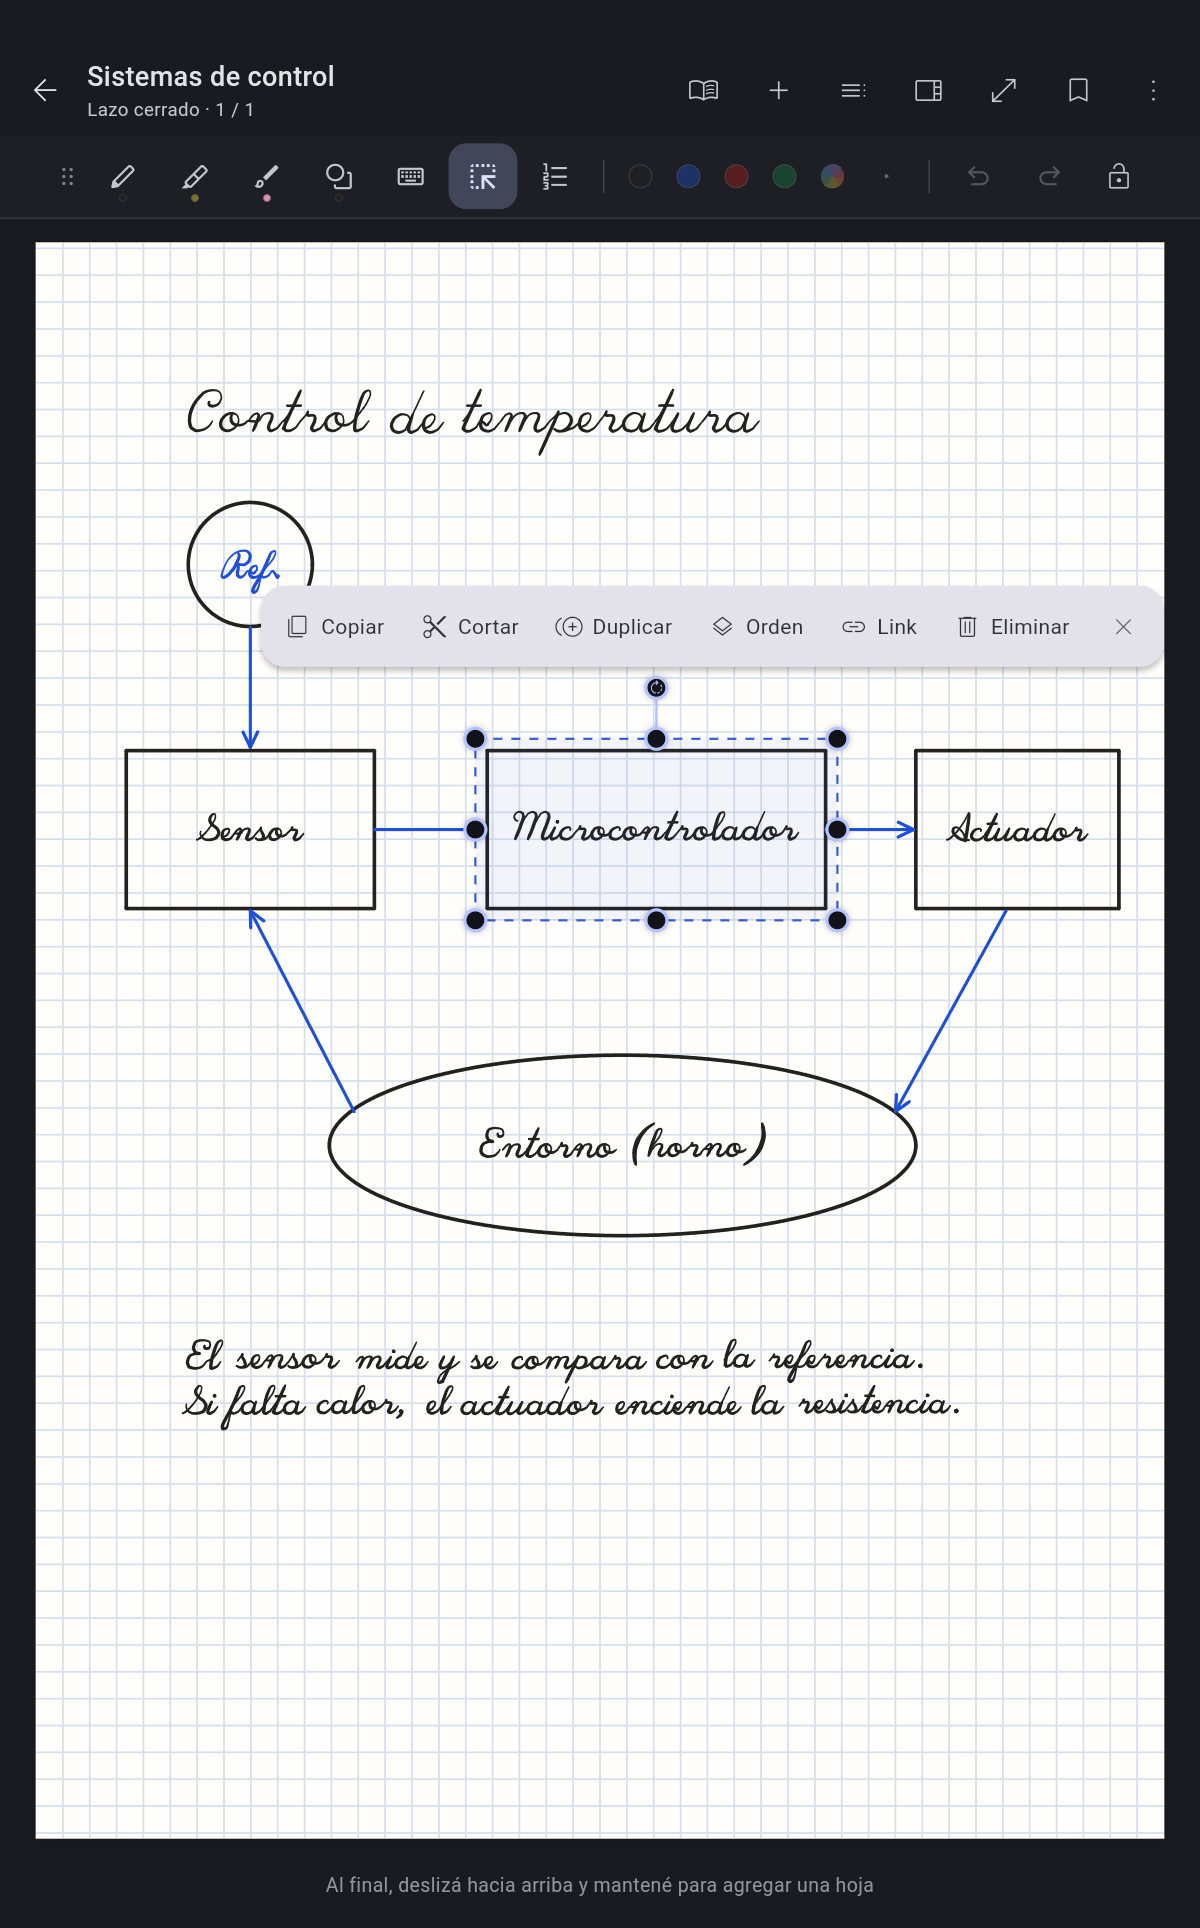 Sistemas de control
Lazo cerrado · 1 / 1
Control de temperatura
Ref.
Copiar Cortar Duplicar Orden Link Eliminar
Sensor Microcontrolador Actuador
Entorno (horno)
El sensor mide y se compara con la referencia.
Si falta calor, el actuador enciende la resistencia.
Al final, deslizá hacia arriba y mantené para agregar una hoja